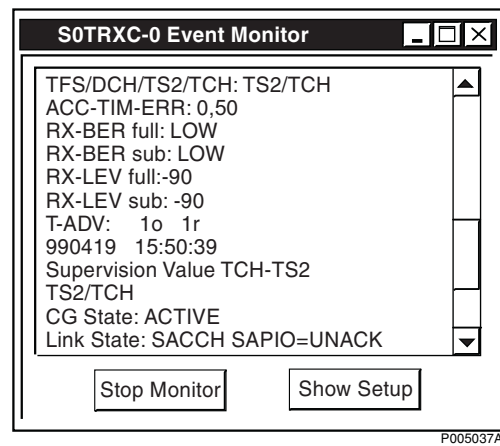 S0TRXC-0 Event Monitor
TFS/DCH/TS2/TCH: TS2/TCH
ACC-TIM-ERR: 0,50
RX-BER full: LOW
RX-BER sub: LOW
RX-LEV full:-90
RX-LEV sub: -90
T-ADV: 1o 1r
990419 15:50:39
Supervision Value TCH-TS2
TS2/TCH
CG State: ACTIVE
Link State: SACCH SAPIO=UNACK
Stop Monitor
Show Setup
P005037A